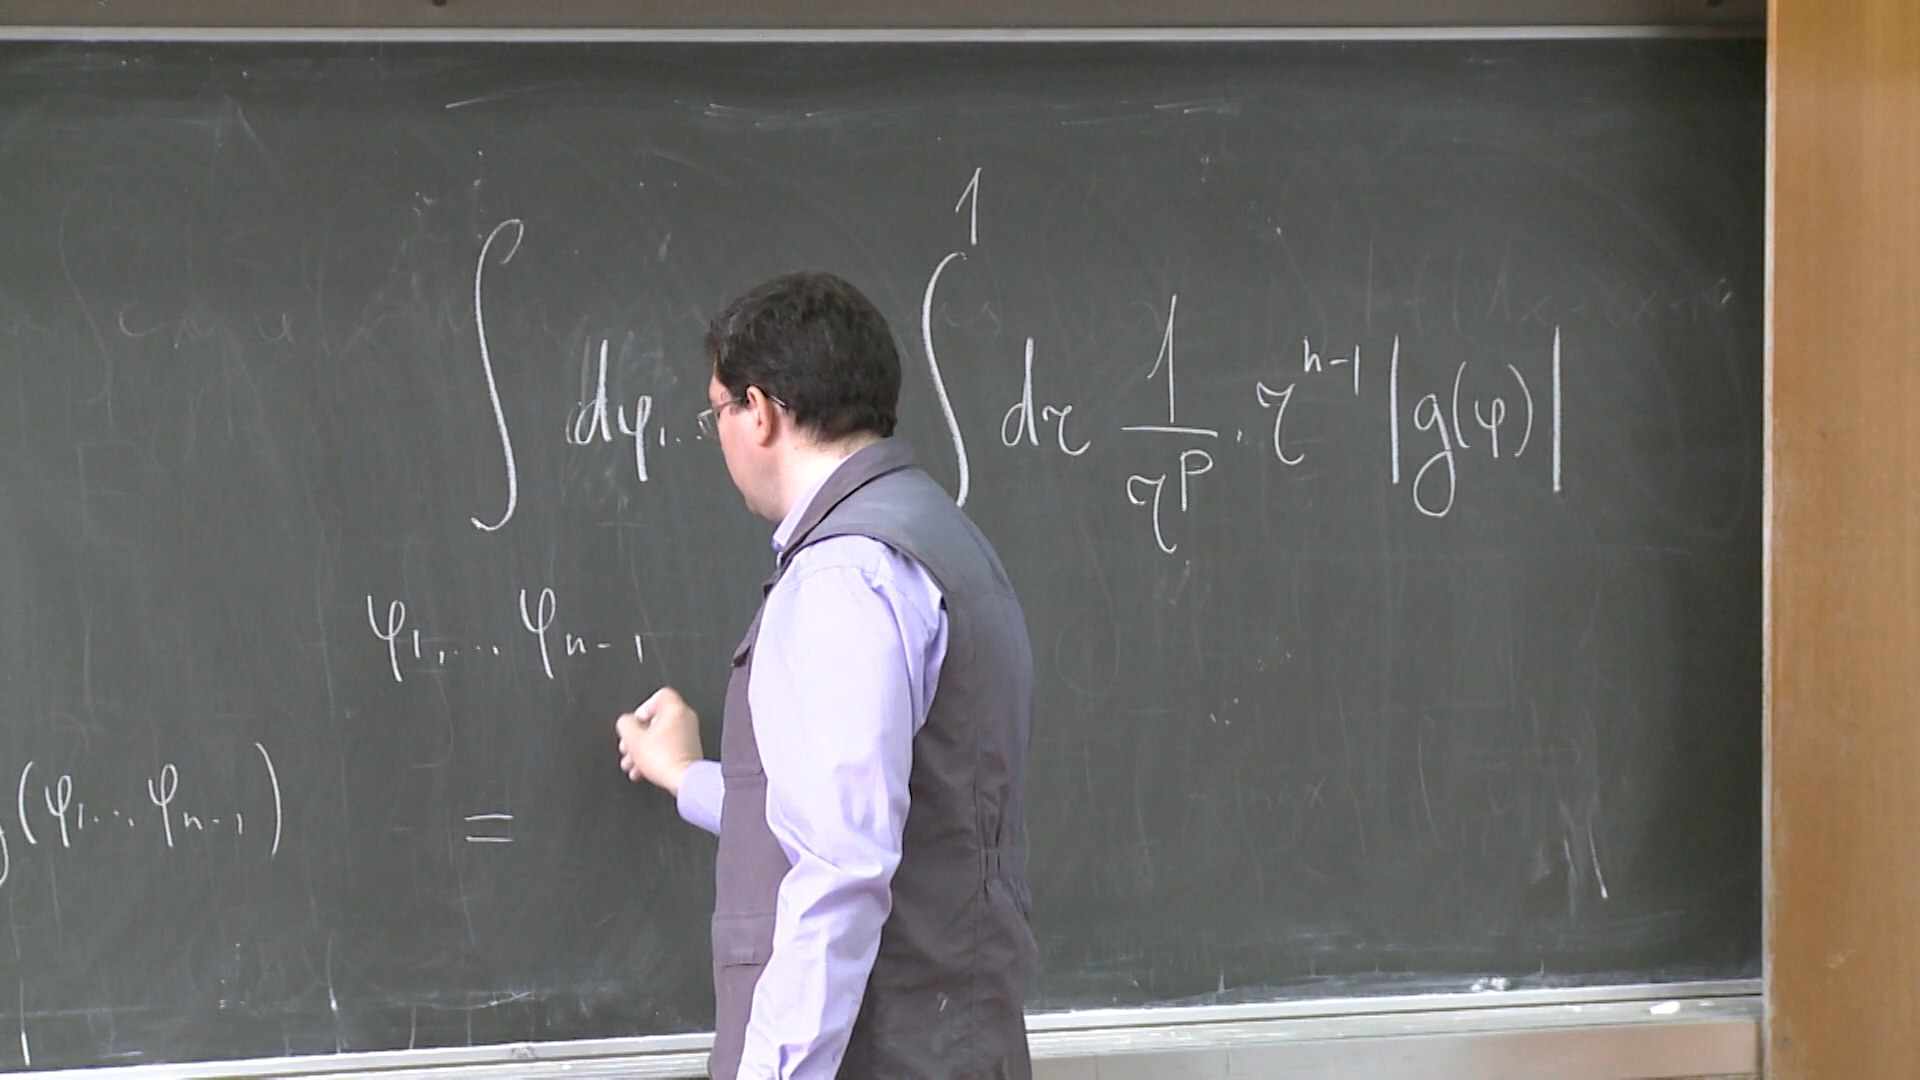 1
∫ dφ₁... ∫ dr 1/r^p · r^{n-1} |g(φ)|
φ₁,... φ_{n-1}
(φ₁..., φ_{n-1}) =